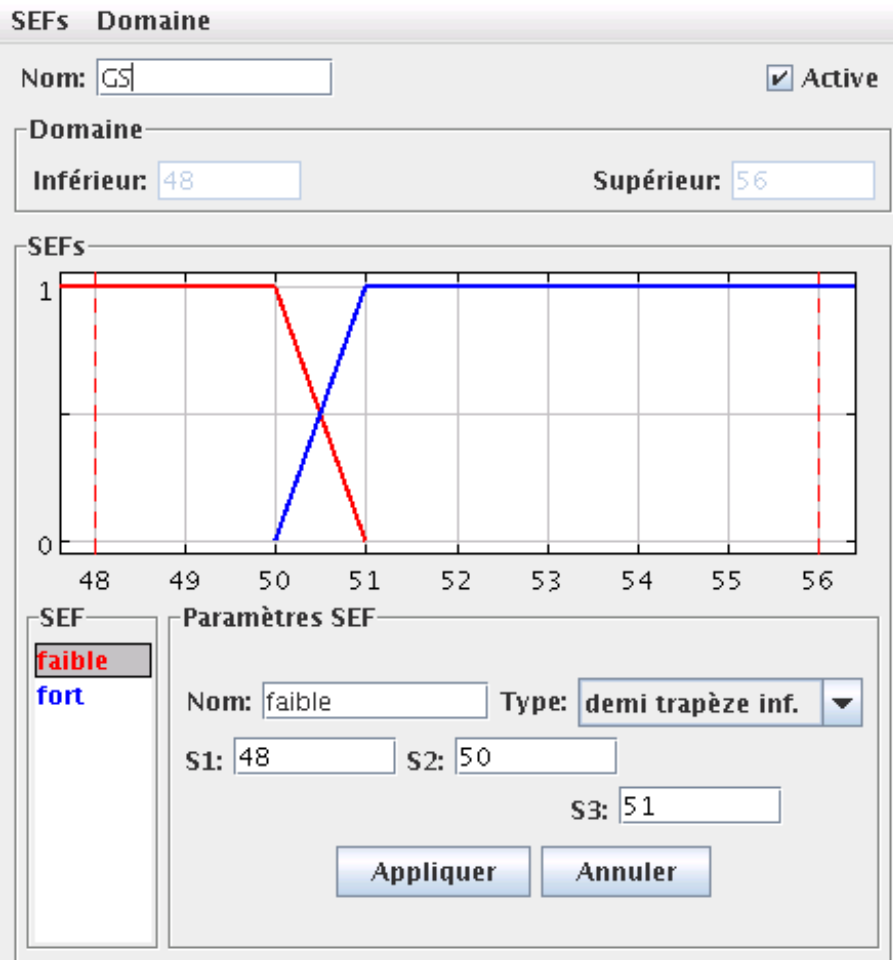 SEFs Domaine
Nom: GS Active
Domaine
Inférieur: 48 Supérieur: 56
SEFs
1
0
48 49 50 51 52 53 54 55 56
SEF
faible
fort
Paramètres SEF
Nom: faible Type: demi trapèze inf.
S1: 48 S2: 50
S3: 51
Appliquer Annuler